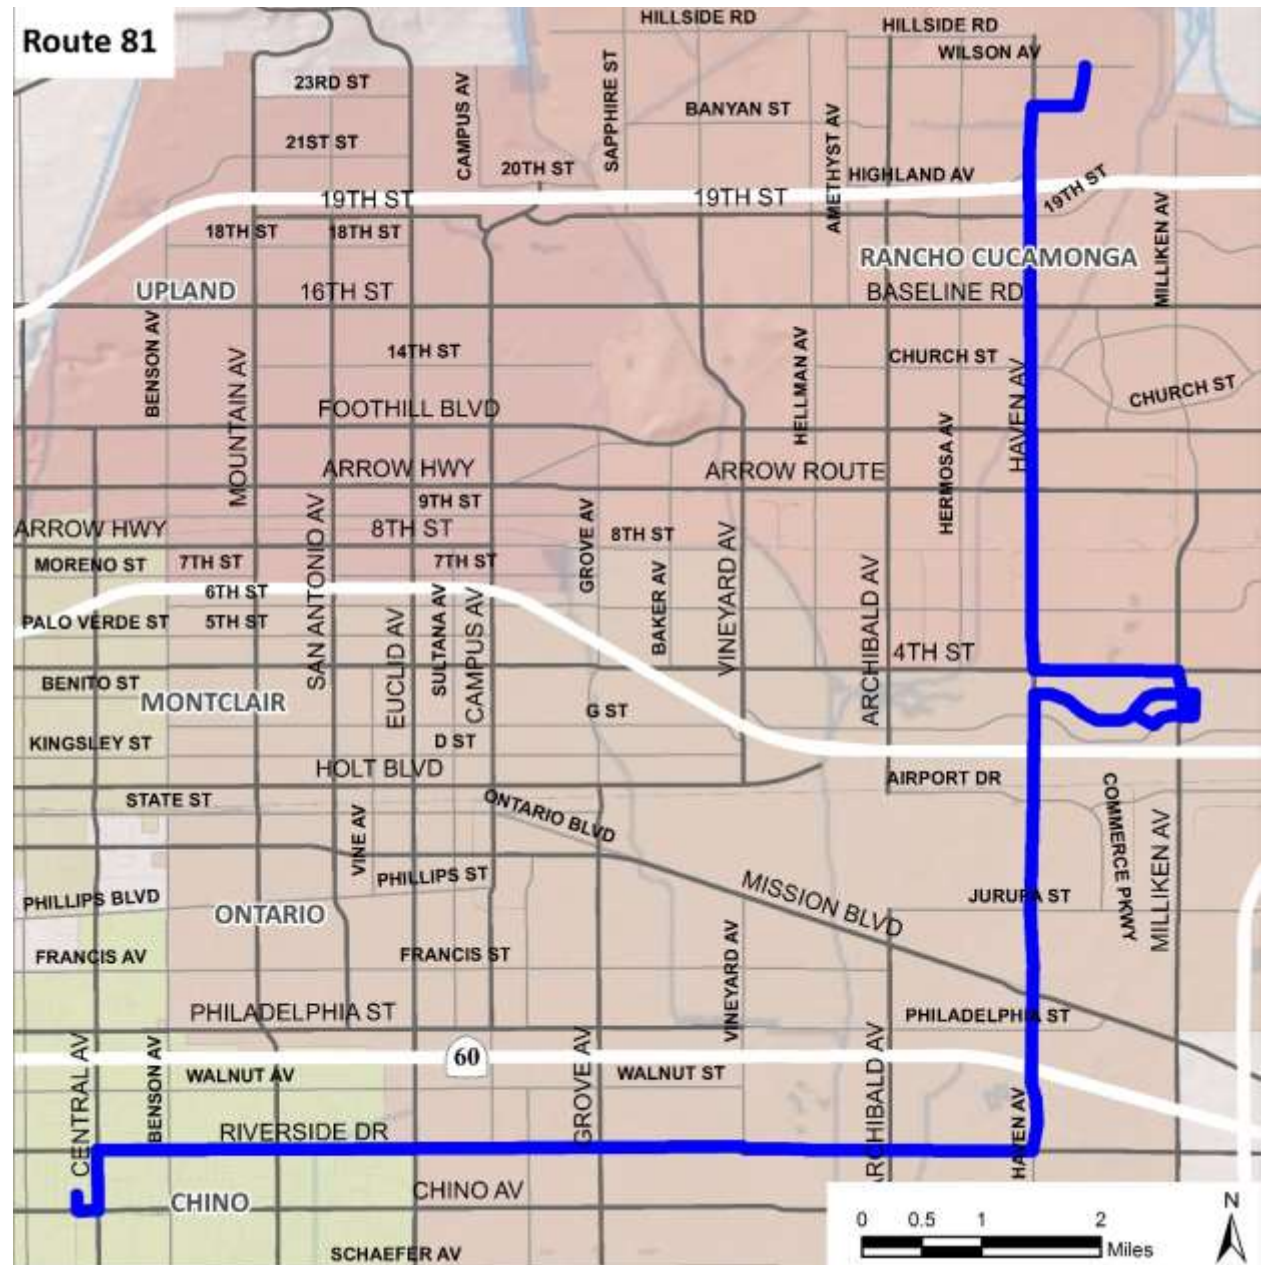 Route 81
HILLSIDE RD
HILLSIDE RD
WILSON AV
23RD ST
CAMPUS AV
SAPPHIRE ST
BANYAN ST
AMETHYST AV
21ST ST
20TH ST
HIGHLAND AV
19TH ST
19TH ST
19TH ST
MILLIKEN AV
18TH ST
18TH ST
RANCHO CUCAMONGA
UPLAND
16TH ST
BASELINE RD
BENSON AV
14TH ST
HELLMAN AV
CHURCH ST
CHURCH ST
MOUNTAIN AV
HAVEN AV
FOOTHILL BLVD
HERMOSA AV
ARROW HWY
ARROW ROUTE
9TH ST
ARROW HWY
8TH ST
GROVE AV
8TH ST
SAN ANTONIO AV
VINEYARD AV
MORENO ST
7TH ST
7TH ST
6TH ST
BAKER AV
ARCHIBALD AV
PALO VERDE ST
5TH ST
EUCLID AV
SULTANA AV
CAMPUS AV
4TH ST
BENITO ST
MONTCLAIR
G ST
KINGSLEY ST
D ST
HOLT BLVD
AIRPORT DR
STATE ST
ONTARIO BLVD
COMMERCE PKWY
MILLIKEN AV
VINE AV
PHILLIPS ST
MISSION BLVD
JURUPA ST
PHILLIPS BLVD
ONTARIO
FRANCIS AV
FRANCIS ST
VINEYARD AV
PHILADELPHIA ST
PHILADELPHIA ST
CENTRAL AV
BENSON AV
60
GROVE AV
ARCHIBALD AV
WALNUT AV
WALNUT ST
HAVEN AV
RIVERSIDE DR
CHINO
CHINO AV
SCHAEFER AV
N
0 0.5 1 2
Miles